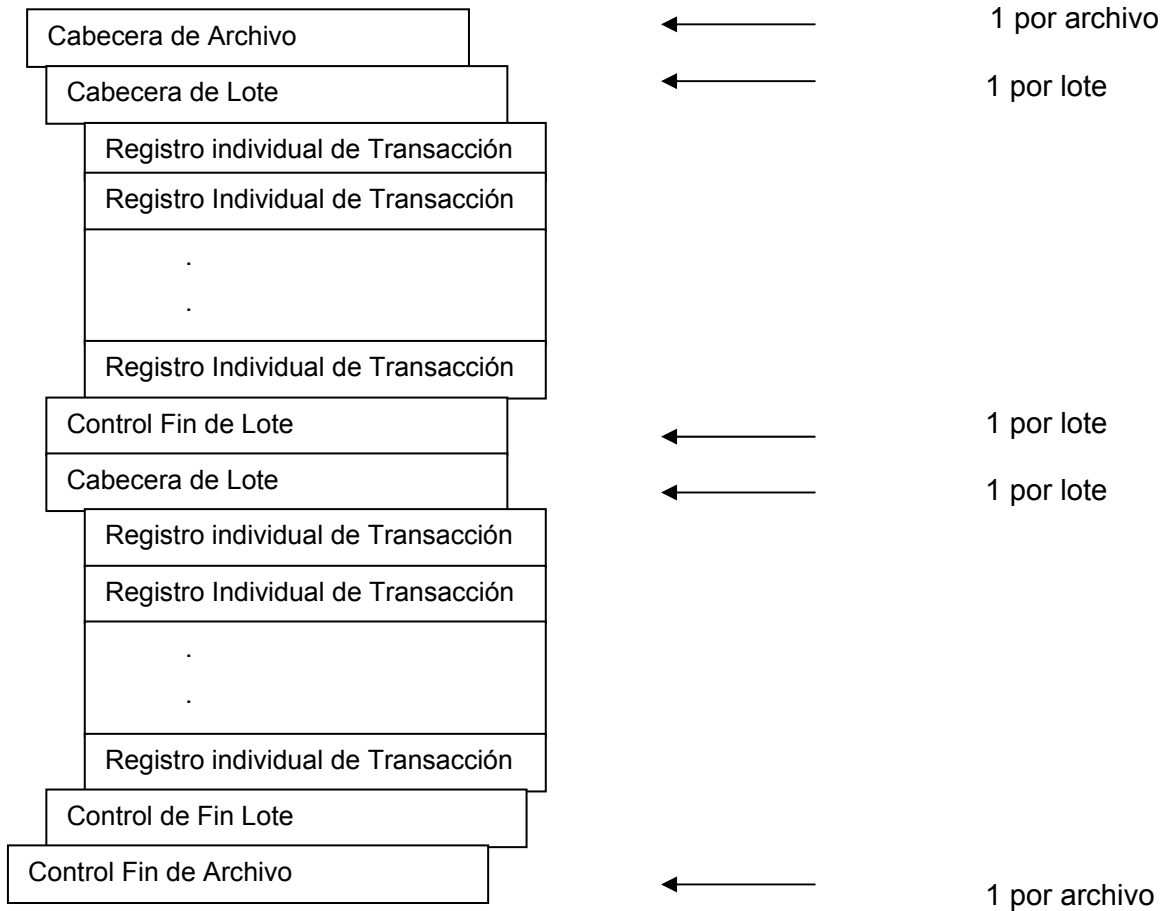 Cabecera de Archivo
1 por archivo
Cabecera de Lote
1 por lote
Registro individual de Transacción
Registro Individual de Transacción
.
.
Registro Individual de Transacción
Control Fin de Lote
1 por lote
Cabecera de Lote
1 por lote
Registro individual de Transacción
Registro Individual de Transacción
.
.
Registro individual de Transacción
Control de Fin Lote
Control Fin de Archivo
1 por archivo